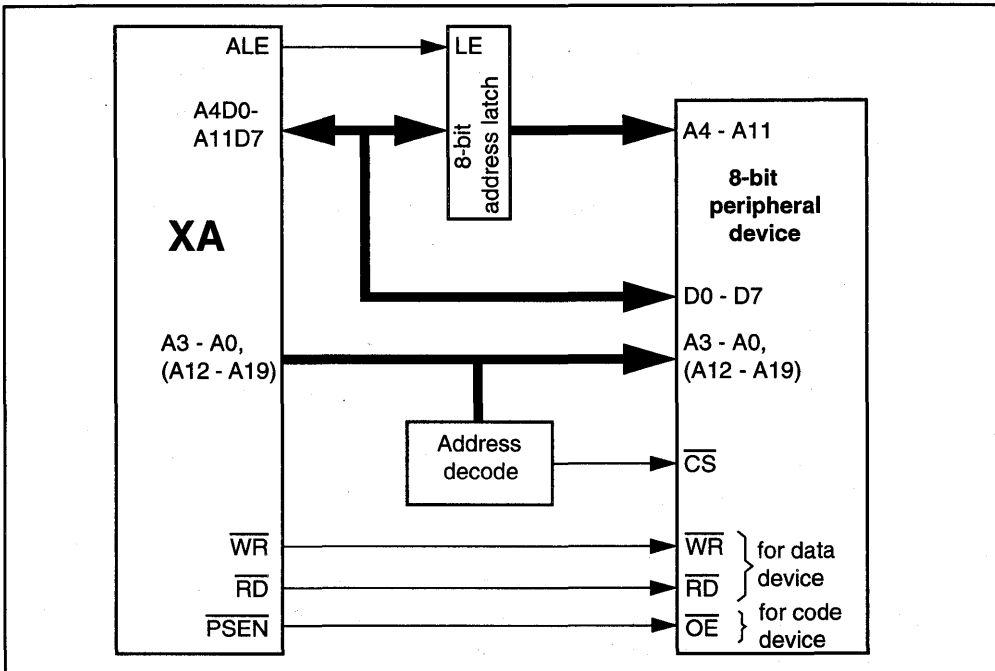 ALE
LE
A4D0-
A11D7
8-bit
address latch
A4 - A11
8-bit
peripheral
device
XA
D0 - D7
A3 - A0,
(A12 - A19)
A3 - A0,
(A12 - A19)
Address
decode
CS
WR
WR
for data
device
RD
RD
PSEN
OE
for code
device